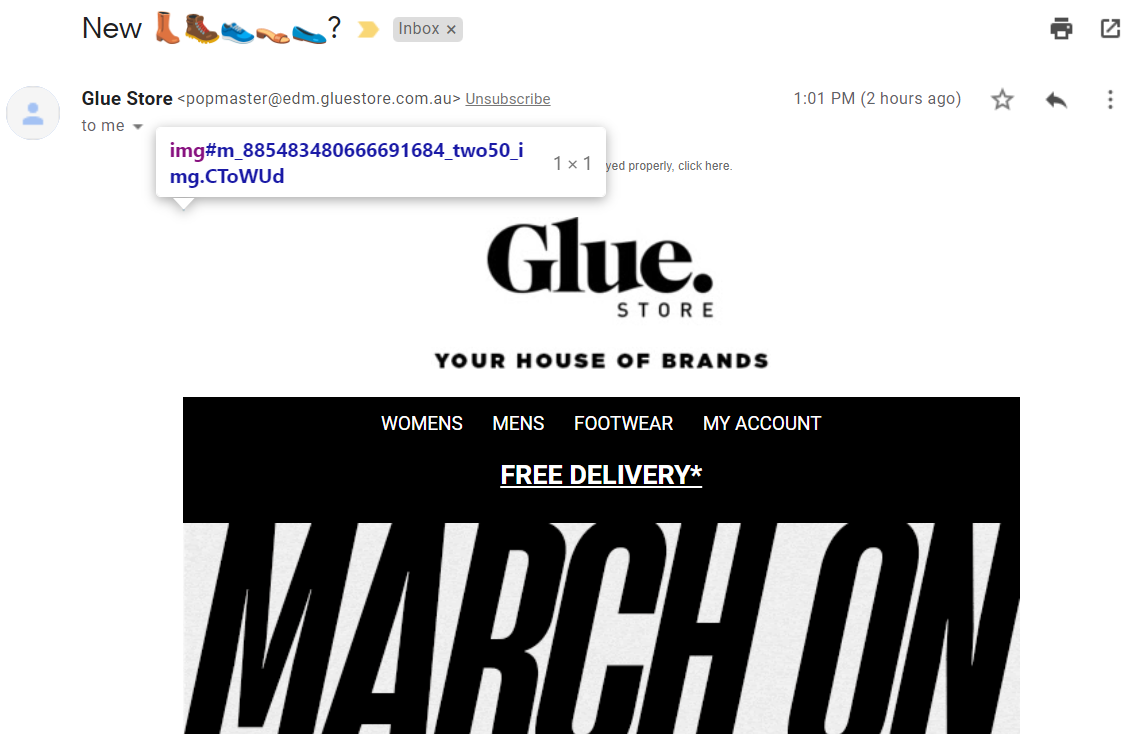 New 👢🥾👟👡🥿?
Inbox ×
Glue Store <popmaster@edm.gluestore.com.au> Unsubscribe
1:01 PM (2 hours ago)
to me
img#m_885483480666691684_two50_i
mg.CToWUd
1 × 1
yed properly, click here.
Glue.
STORE
YOUR HOUSE OF BRANDS
WOMENS MENS FOOTWEAR MY ACCOUNT
FREE DELIVERY*
MARCH ON